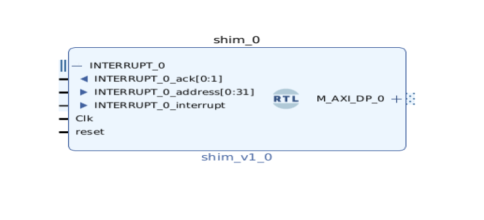 shim_0
INTERRUPT_0
INTERRUPT_0_ack[0:1]
INTERRUPT_0_address[0:31]
INTERRUPT_0_interrupt
Clk
reset
RTL
M_AXI_DP_0
shim_v1_0